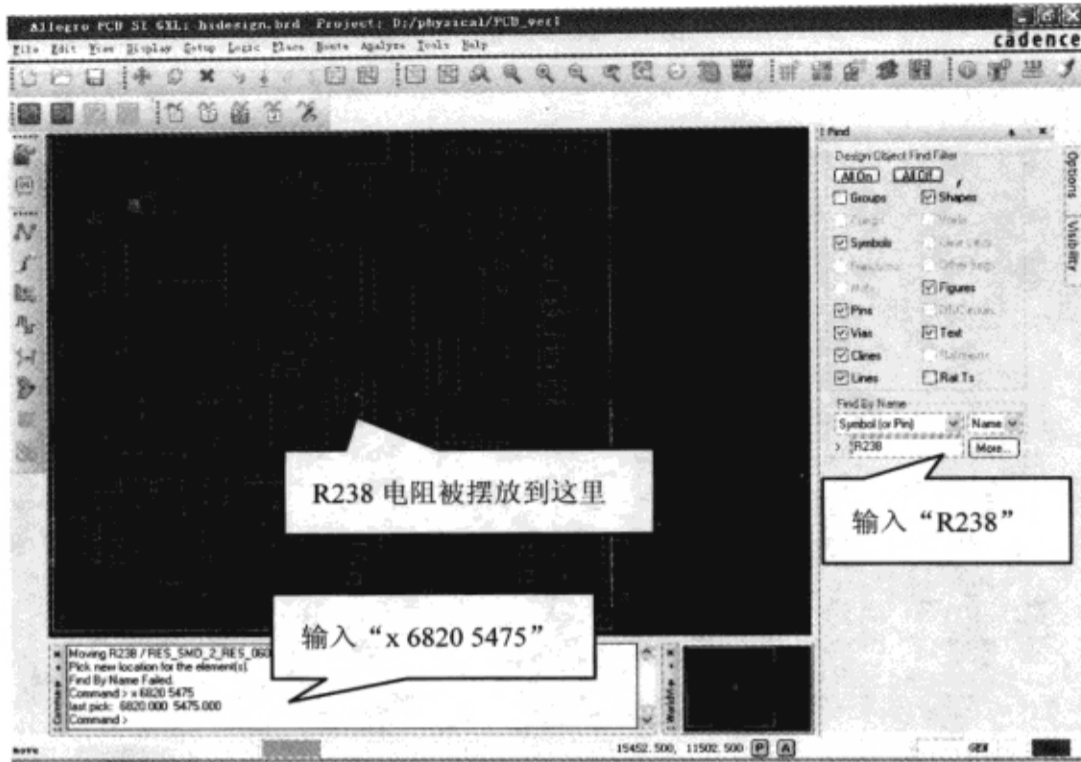 Allegro PCB SI GXL: hidesign.brd Project: D:/physical/PCB_ver1
File Edit View Display Setup Logic Place Route Analyze Tools Help
cadence
Find
Design Object Find Filter
All On All Off
Groups Shapes
Symbols
Figures
Pins
Vias Text
Clines
Lines Rat Ts
Find By Name
Symbol (or Pin) Name
> R238 More...
Options
Visibility
R238 电阻被摆放到这里
输入“R238”
输入“x 6820 5475”
Moving R238 / RES_SMD_2_RES_060
Pick new location for the element(s).
Find By Name Failed.
Command > x 6820 5475
last pick: 6820.000 5475.000
Command >
Command
WorldMap
move
15452.500, 11502.500 P A
GEN